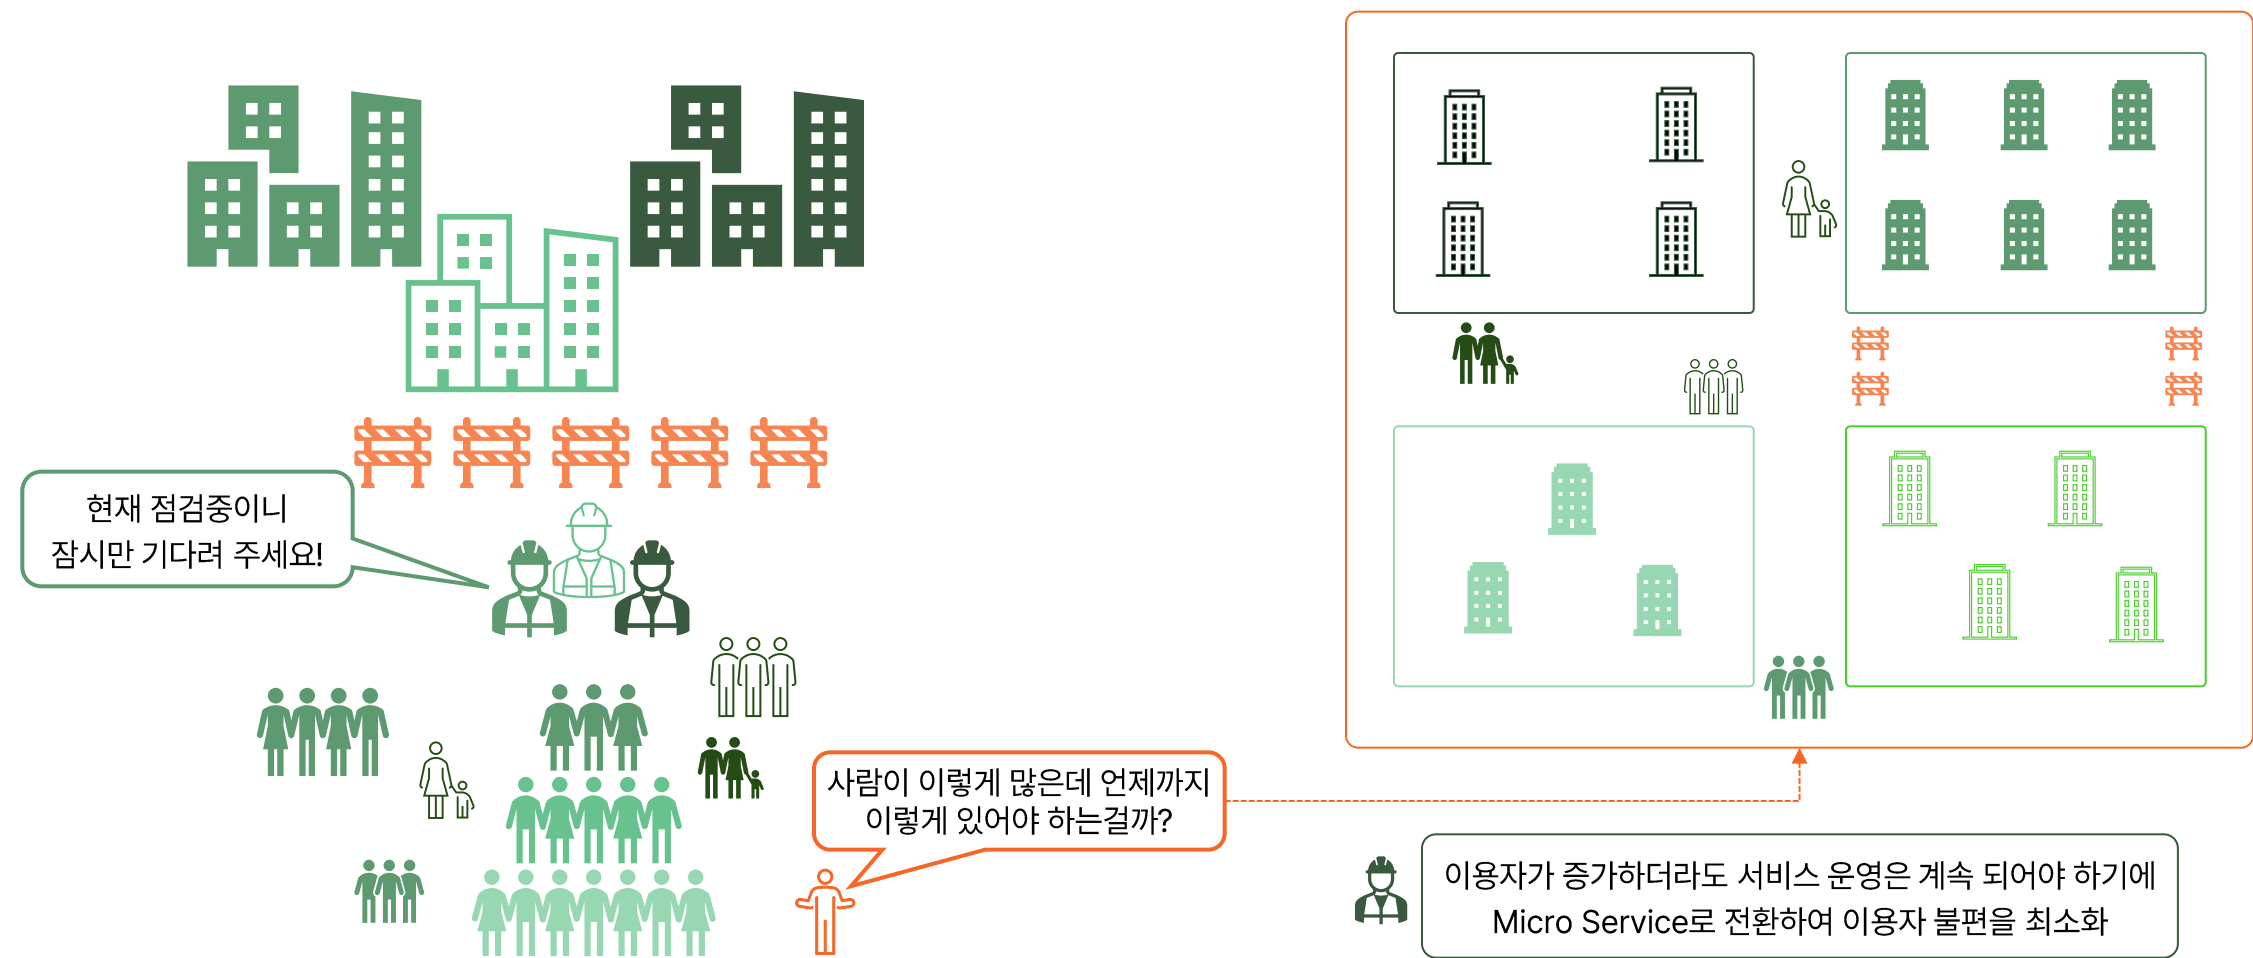 현재 점검중이니
잠시만 기다려 주세요!
사람이 이렇게 많은데 언제까지
이렇게 있어야 하는걸까?
이용자가 증가하더라도 서비스 운영은 계속 되어야 하기에
Micro Service로 전환하여 이용자 불편을 최소화